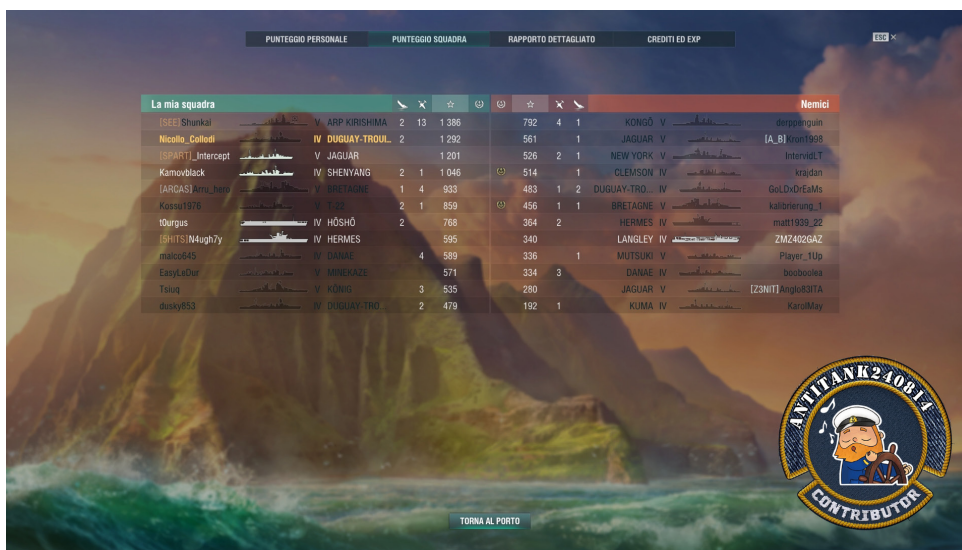 PUNTEGGIO PERSONALE PUNTEGGIO SQUADRA RAPPORTO DETTAGLIATO CREDITI ED EXP ESC ×
La mia squadra Nemici
[SEE]Shunkai V ARP KIRISHIMA 2 13 1 386 792 4 1 KONGŌ V derppanguin
Nicollo_Collodi IV DUGUAY-TROUI... 2 1 292 561 1 JAGUAR V [A_B]Kron1998
[SPART]_Intercept V JAGUAR 1 201 526 2 1 NEW YORK V IntervidLT
Kamovblack IV SHENYANG 2 1 1 046 514 1 CLEMSON IV krajdan
[ARCAS]Arru_heru V BRETAGNE 1 4 933 483 1 2 DUGUAY-TRO... IV GoLDxDrEaMs
Kossu1976 V T-22 2 1 859 456 1 1 BRETAGNE V kalibrierung_1
t0urgus IV HŌSHŌ 2 768 364 2 HERMES IV matt1939_22
[5HITS]N4ugh7y IV HERMES 595 340 LANGLEY IV ZMZ402GAZ
malco645 IV DANAE 4 589 336 1 MUTSUKI V Player_1Up
EasyLaDor V MINEKAZE 571 334 3 DANAE IV booboolea
Tsiuq V KÖNIG 3 535 280 JAGUAR V [Z3NIT]Anglo83ITA
dusky853 IV DUGUAY-TRO... 2 479 192 1 KUMA IV KarolMay
ANTITANK240814
CONTRIBUTOR
TORNA AL PORTO